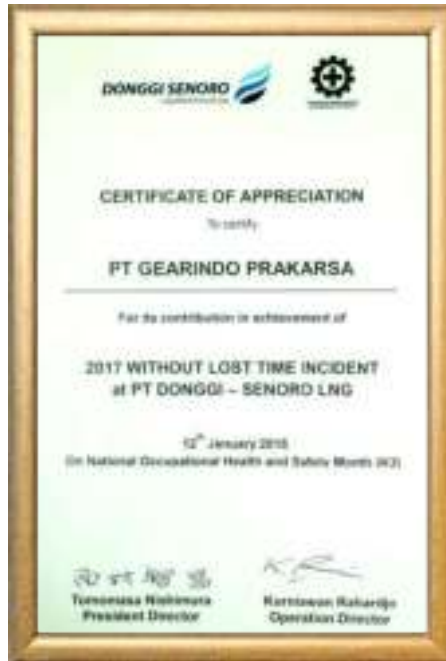 DONGGI SENORO
CERTIFICATE OF APPRECIATION
To certify
PT GEARINDO PRAKARSA
For its contribution in achievement of
2017 WITHOUT LOST TIME INCIDENT
at PT DONGGI – SENORO LNG
12th January 2018
On National Occupational Health and Safety Month (K3)
Tomomasa Nishimura
President Director
Kurniawan Rahardjo
Operation Director